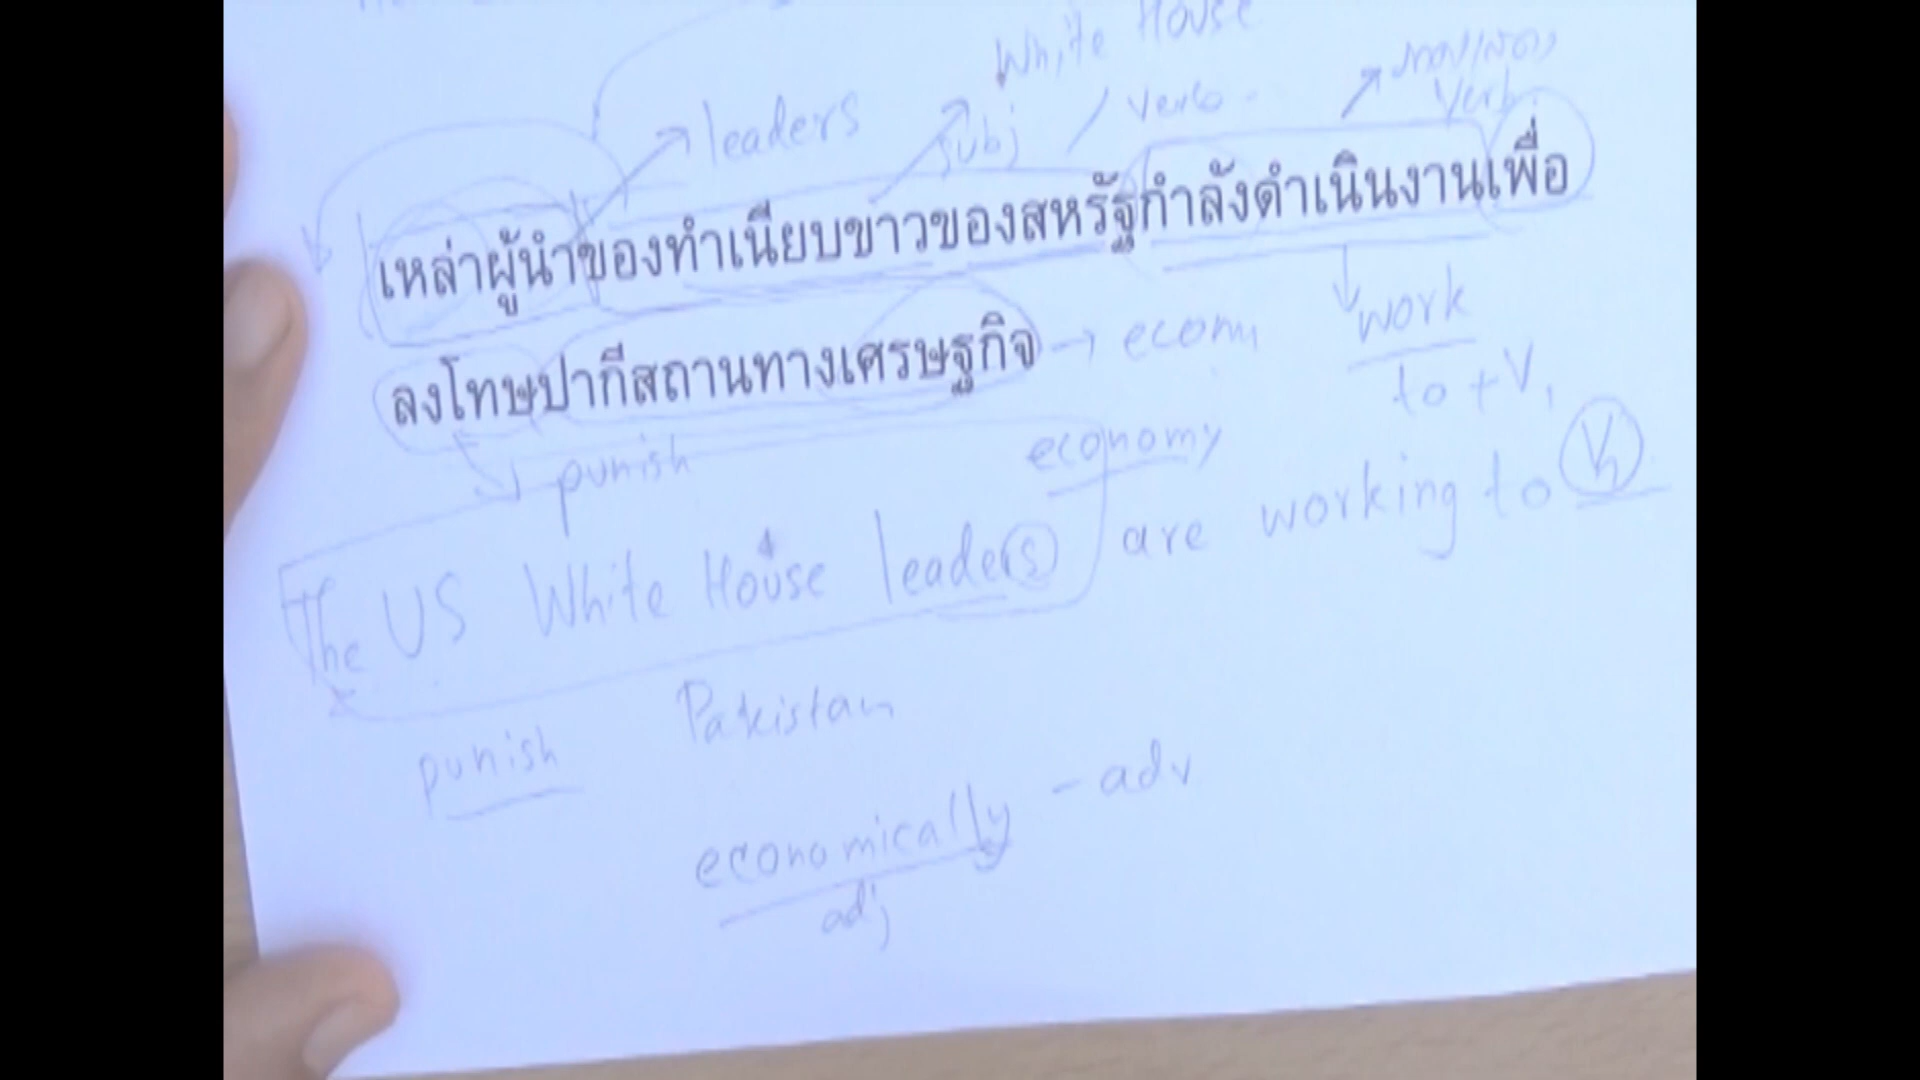 White House
leaders
subj / verb
verb
เหล่าผู้นำของทำเนียบขาวของสหรัฐกำลังดำเนินงานเพื่อ
ลงโทษปากีสถานทางเศรษฐกิจ → econ
work
to + V1
punish
economy
The US White House leaders are working to V1
punish Pakistan
economically - adv
adj